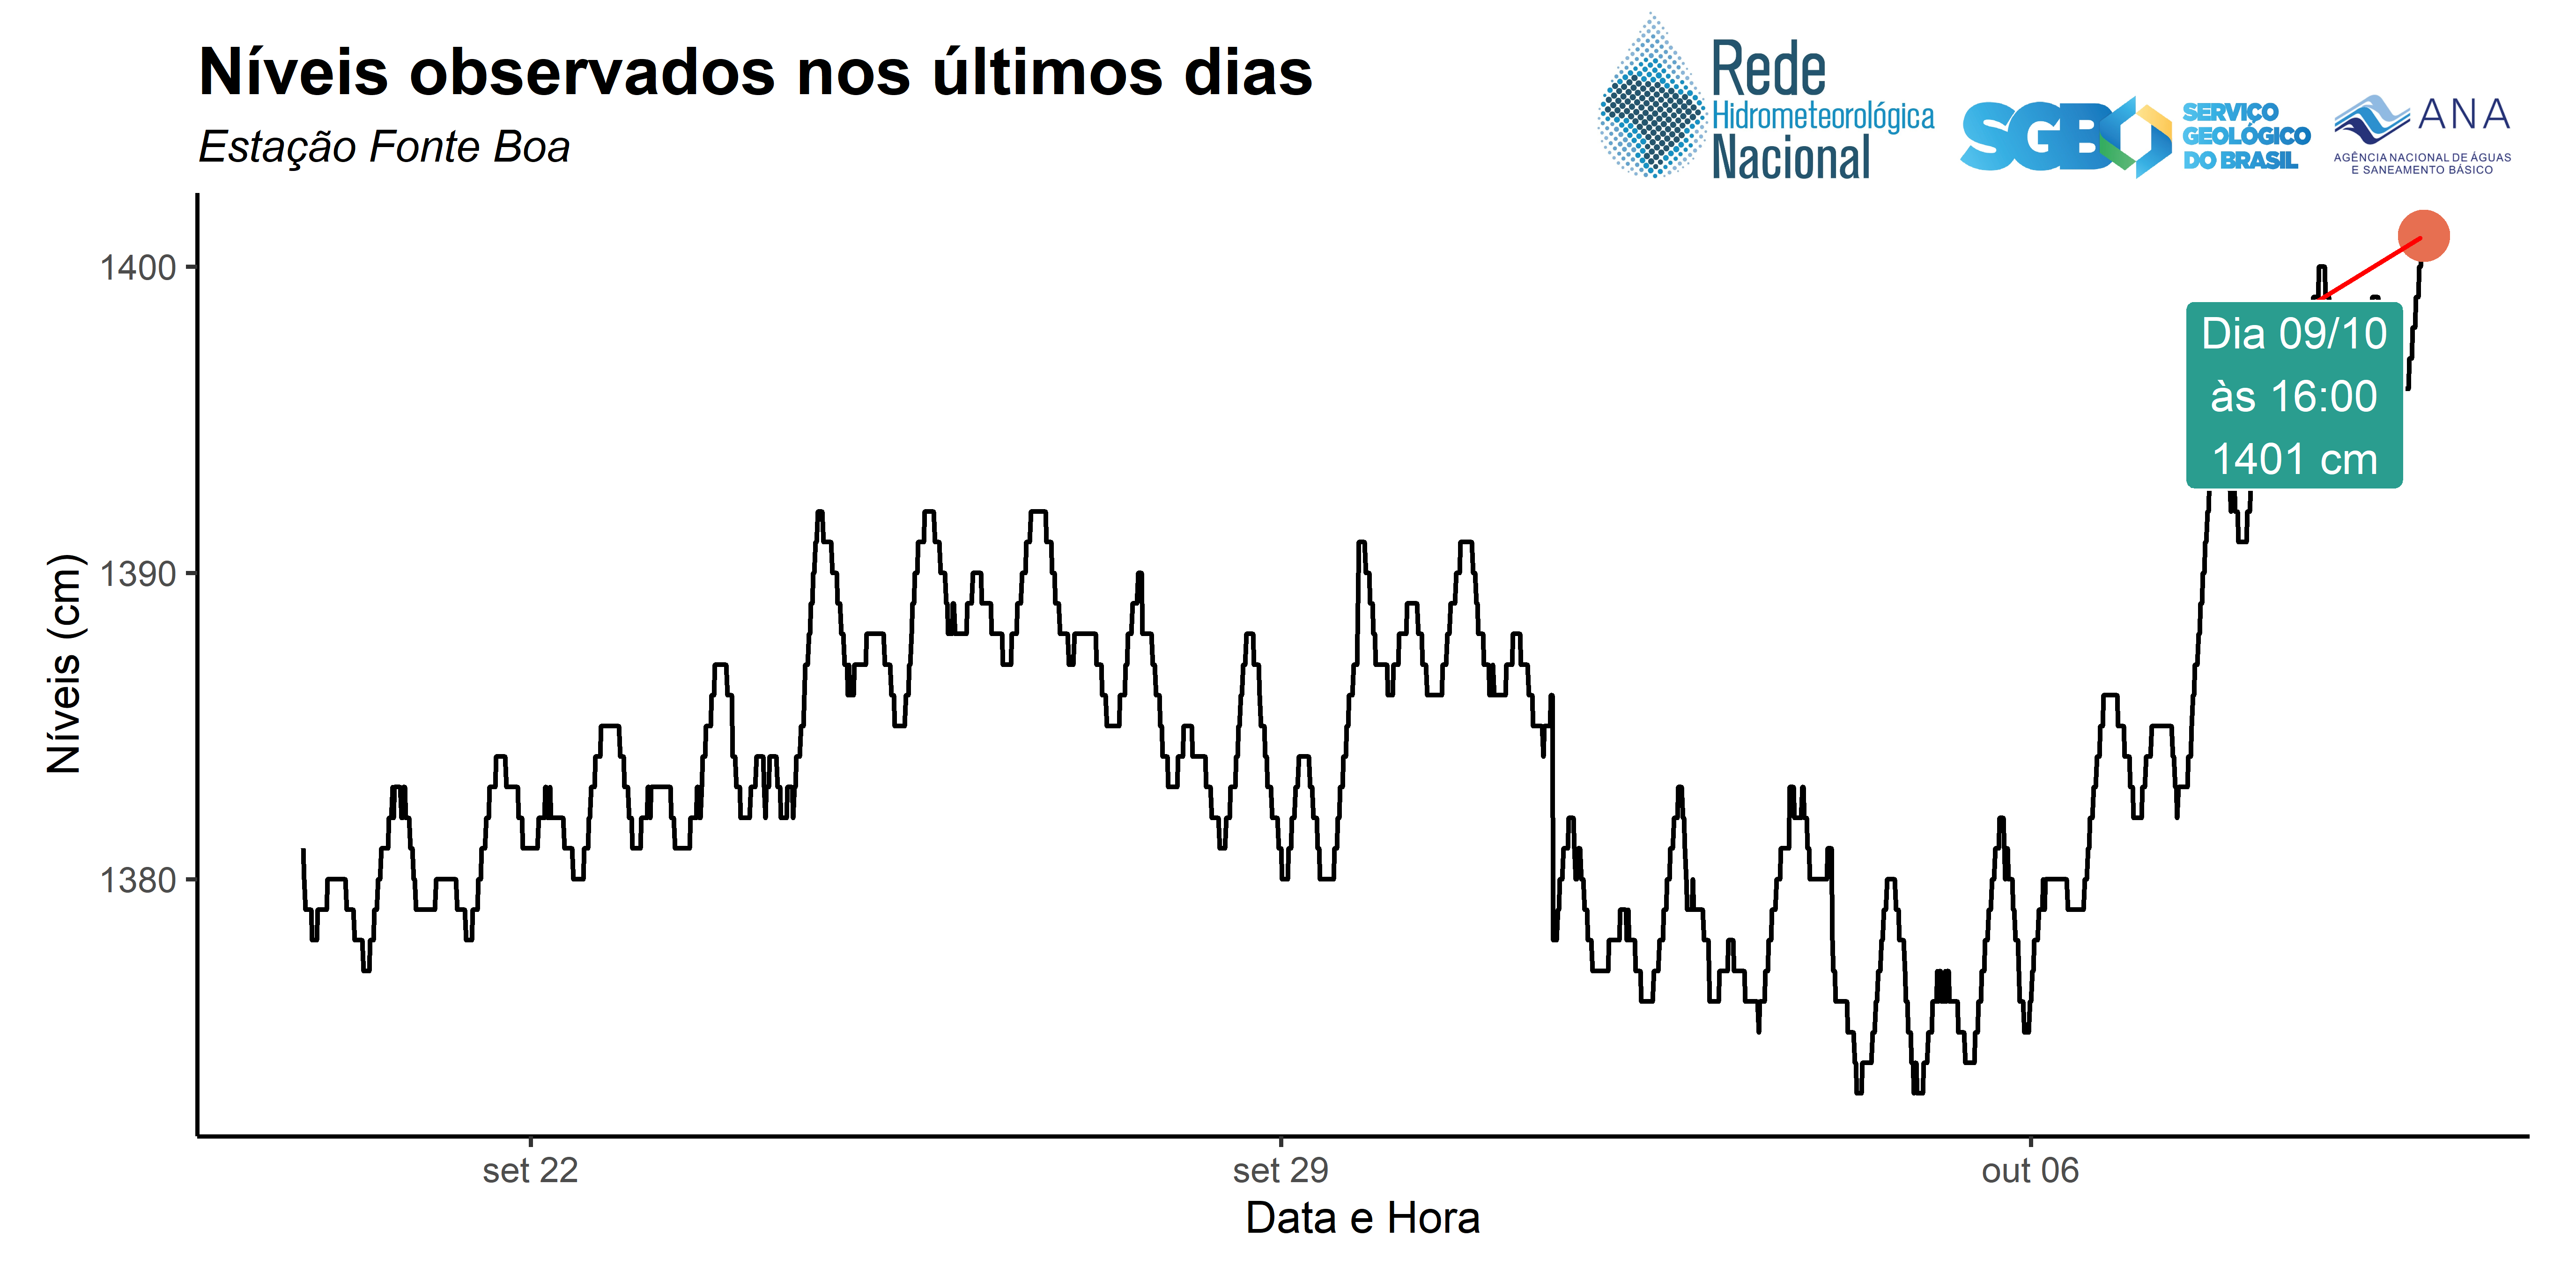 Níveis observados nos últimos dias
Estação Fonte Boa
Rede
Hidrometeorológica
Nacional
SGB
SERVIÇO
GEOLÓGICO
DO BRASIL
ANA
AGÊNCIA NACIONAL DE ÁGUAS
E SANEAMENTO BÁSICO
Níveis (cm)
1400
1390
1380
Dia 09/10
às 16:00
1401 cm
set 22
set 29
out 06
Data e Hora